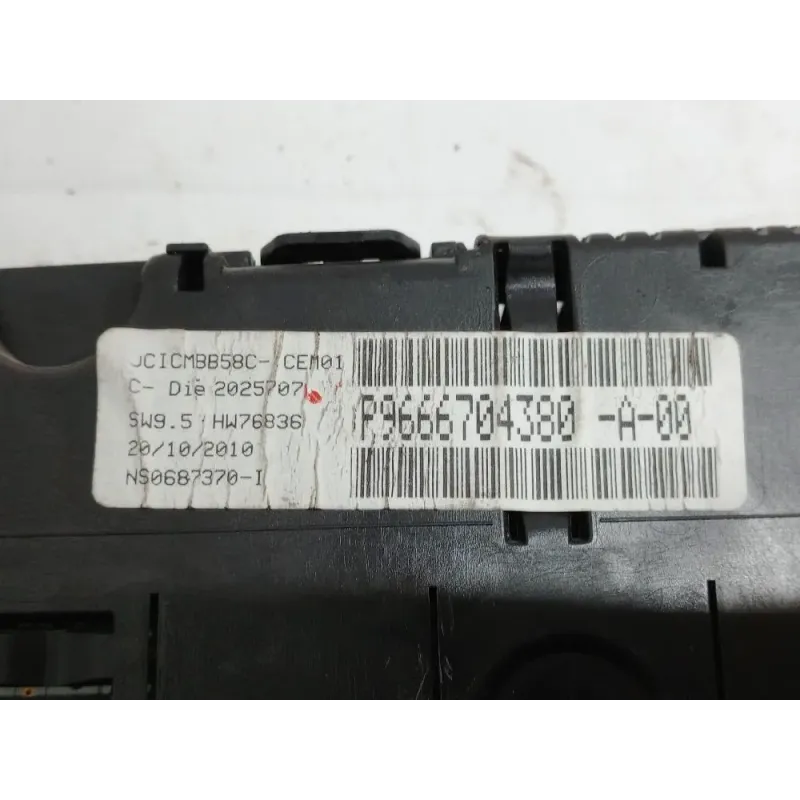 JCICMBB58C- CEM01
C- Die 2025707
SW9.5 HW76836
20/10/2010
NS0687370-I
P9666704380 -A-00